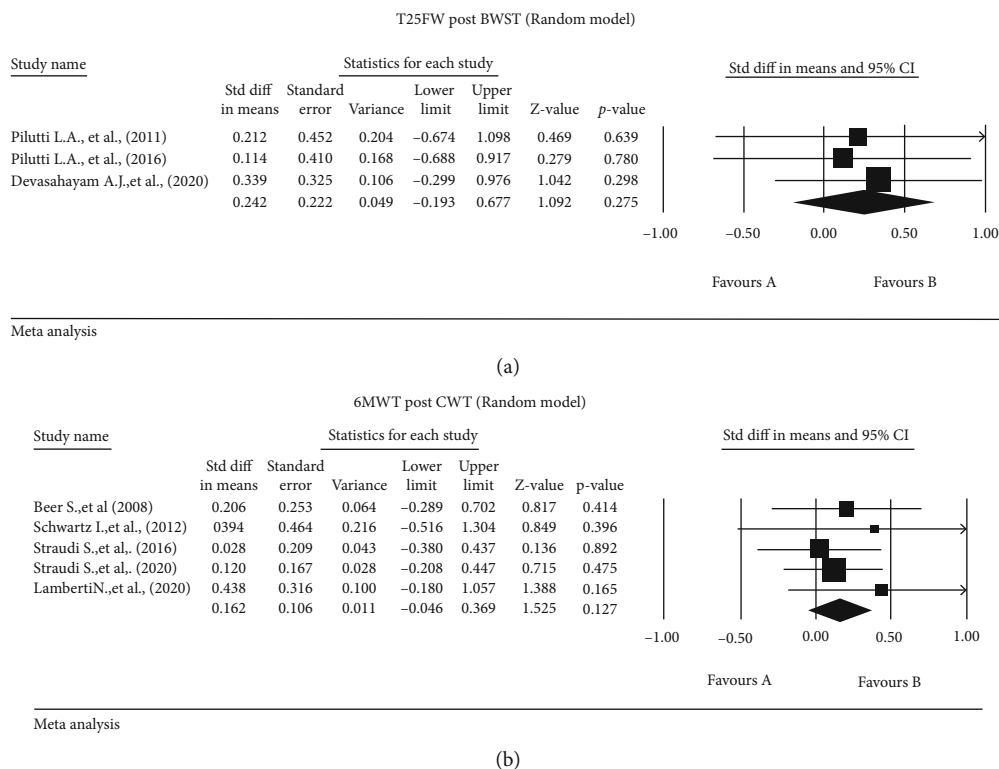 T25FW post BWST (Random model)
Study name Statistics for each study Std diff in means and 95% CI
Std diff Standard Lower Upper
in means error Variance limit limit Z-value p-value
Pilutti L.A., et al., (2011) 0.212 0.452 0.204 –0.674 1.098 0.469 0.639
Pilutti L.A., et al., (2016) 0.114 0.410 0.168 –0.688 0.917 0.279 0.780
Devasahayam A.J.,et al., (2020) 0.339 0.325 0.106 –0.299 0.976 1.042 0.298
0.242 0.222 0.049 –0.193 0.677 1.092 0.275
–1.00 –0.50 0.00 0.50 1.00
Favours A Favours B
Meta analysis
(a)
6MWT post CWT (Random model)
Study name Statistics for each study Std diff in means and 95% CI
Std diff Standard Lower Upper
in means error Variance limit limit Z-value p-value
Beer S.,et al (2008) 0.206 0.253 0.064 –0.289 0.702 0.817 0.414
Schwartz I.,et al., (2012) 0394 0.464 0.216 –0.516 1.304 0.849 0.396
Straudi S.,et al,. (2016) 0.028 0.209 0.043 –0.380 0.437 0.136 0.892
Straudi S.,et al,. (2020) 0.120 0.167 0.028 –0.208 0.447 0.715 0.475
LambertiN.,et al., (2020) 0.438 0.316 0.100 –0.180 1.057 1.388 0.165
0.162 0.106 0.011 –0.046 0.369 1.525 0.127
–1.00 –0.50 0.00 0.50 1.00
Favours A Favours B
Meta analysis
(b)